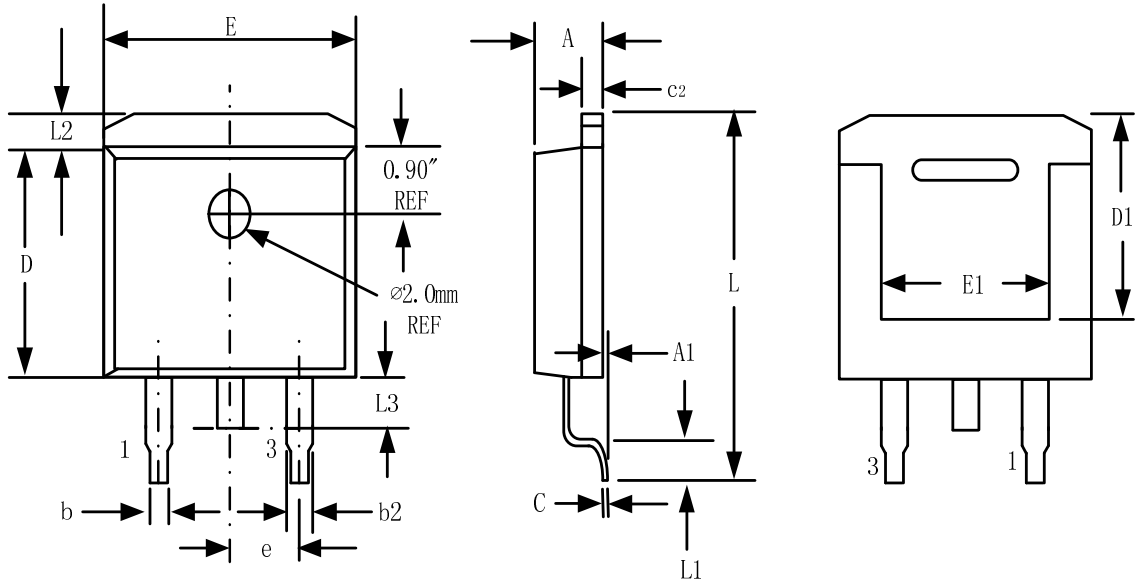 E
L2
D
0.90"
REF
⌀2.0mm
REF
L3
1
3
b
b2
e
A
c2
L
A1
C
L1
D1
E1
3
1